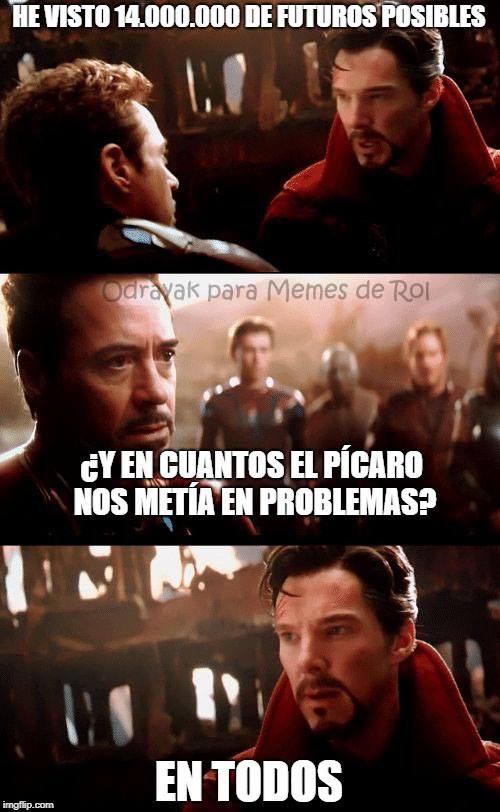 HE VISTO 14.000.000 DE FUTUROS POSIBLES
Odrayak para Memes de Rol
¿Y EN CUANTOS EL PÍCARO
NOS METÍA EN PROBLEMAS?
EN TODOS
imgflip.com